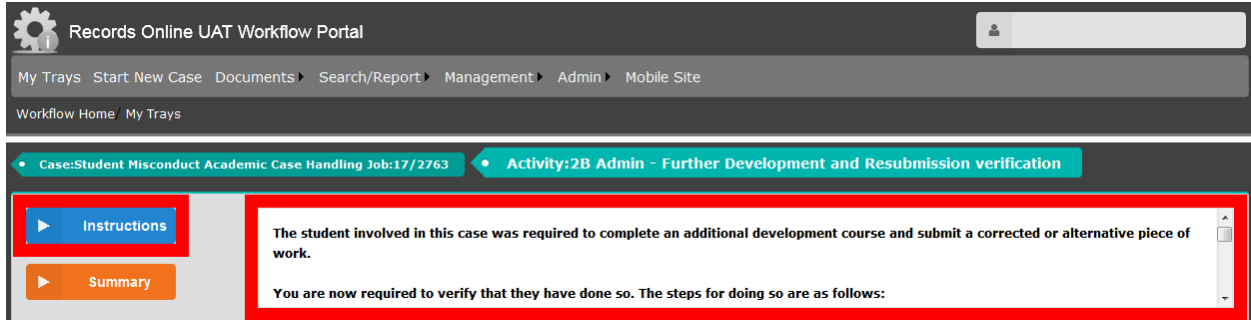 Records Online UAT Workflow Portal
My Trays Start New Case Documents Search/Report Management Admin Mobile Site
Workflow Home/ My Trays
Case:Student Misconduct Academic Case Handling Job:17/2763
Activity:2B Admin - Further Development and Resubmission verification
Instructions
The student involved in this case was required to complete an additional development course and submit a corrected or alternative piece of
work.
Summary
You are now required to verify that they have done so. The steps for doing so are as follows: